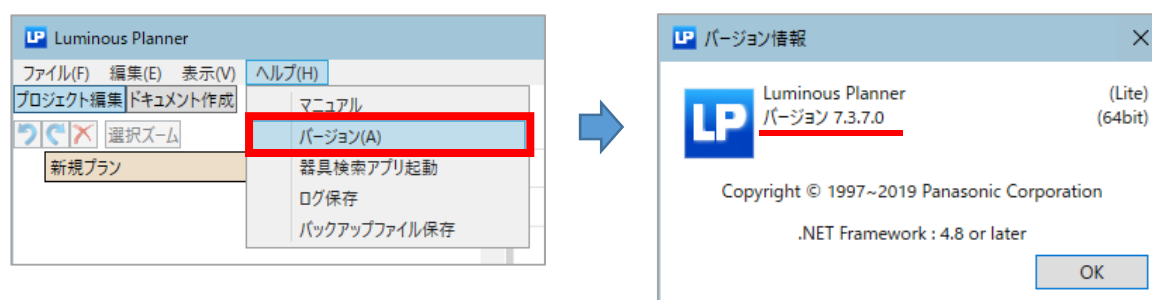 LP Luminous Planner
ファイル(F) 編集(E) 表示(V) ヘルプ(H)
プロジェクト編集 ドキュメント作成
選択ズーム
新規プラン
マニュアル
バージョン(A)
器具検索アプリ起動
ログ保存
バックアップファイル保存
LP バージョン情報
LP
Luminous Planner (Lite)
バージョン 7.3.7.0 (64bit)
Copyright © 1997~2019 Panasonic Corporation
.NET Framework : 4.8 or later
OK